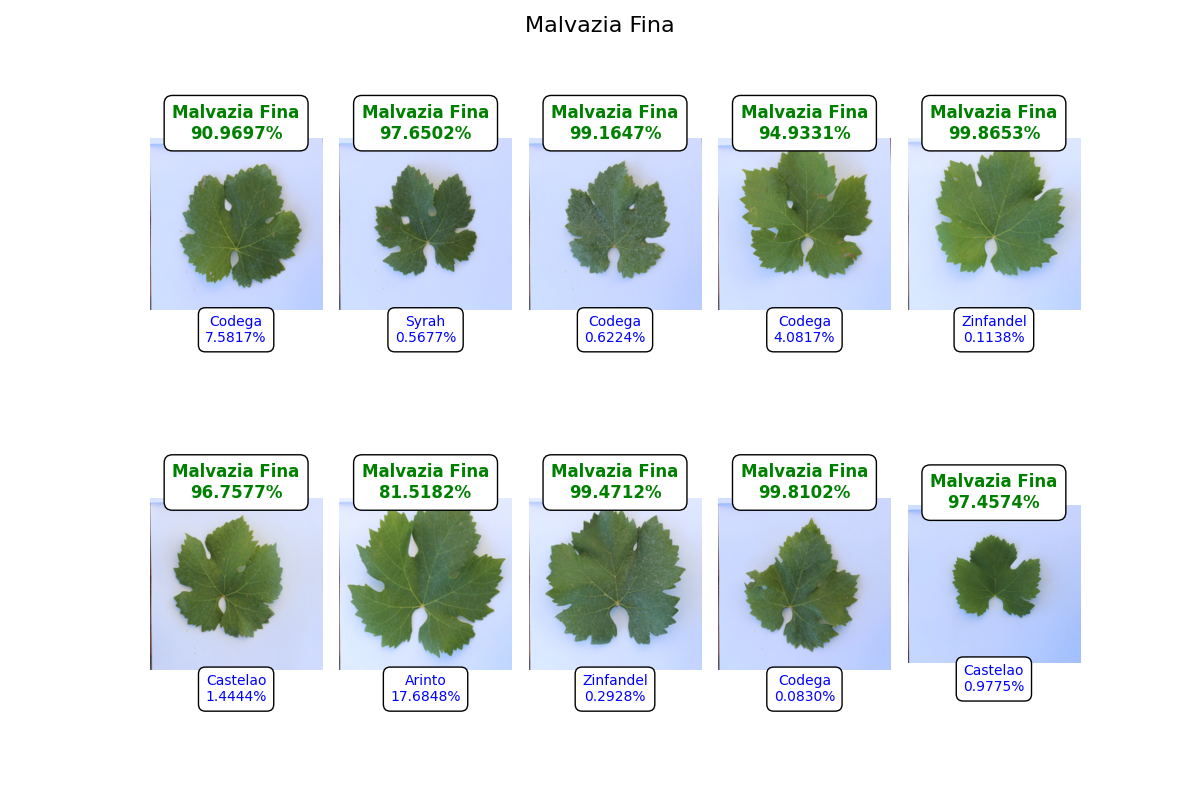 Malvazia Fina
Malvazia Fina
90.9697%
Malvazia Fina
97.6502%
Malvazia Fina
99.1647%
Malvazia Fina
94.9331%
Malvazia Fina
99.8653%
Codega
7.5817%
Syrah
0.5677%
Codega
0.6224%
Codega
4.0817%
Zinfandel
0.1138%
Malvazia Fina
96.7577%
Malvazia Fina
81.5182%
Malvazia Fina
99.4712%
Malvazia Fina
99.8102%
Malvazia Fina
97.4574%
Castelao
1.4444%
Arinto
17.6848%
Zinfandel
0.2928%
Codega
0.0830%
Castelao
0.9775%